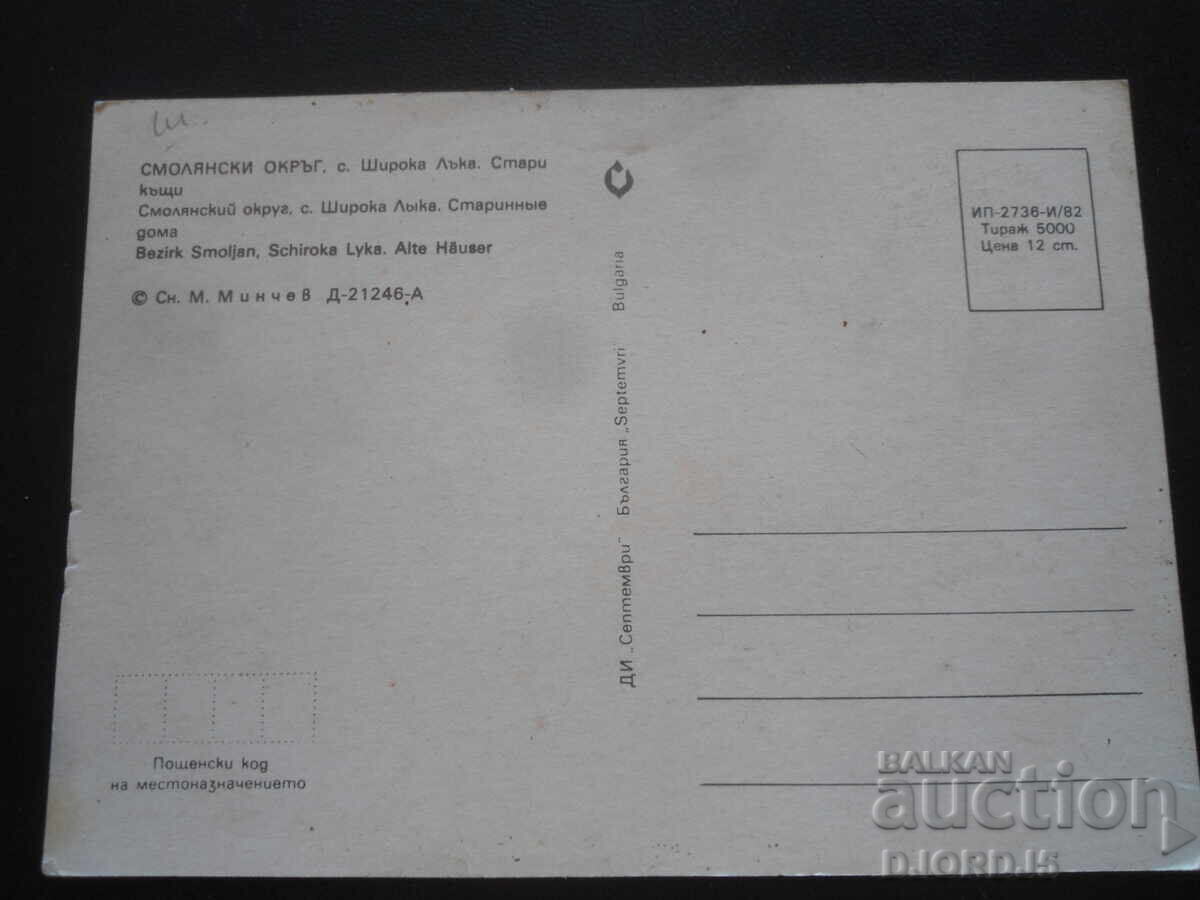 ш.
СМОЛЯНСКИ ОКРЪГ, с. Широка Лъка. Стари
къщи
Смолянский округ, с. Широка Лыка. Старинные
дома
Bezirk Smoljan, Schiroka Lyka. Alte Häuser
© Сн. М. Минчев Д-21246-А
Пощенски код
на местоназначението
ДИ „Септември" България „Septemvri Bulgaria
ИП-2736-И/82
Тираж 5000
Цена 12 ст.
BALKAN
auction
DJORDJ5